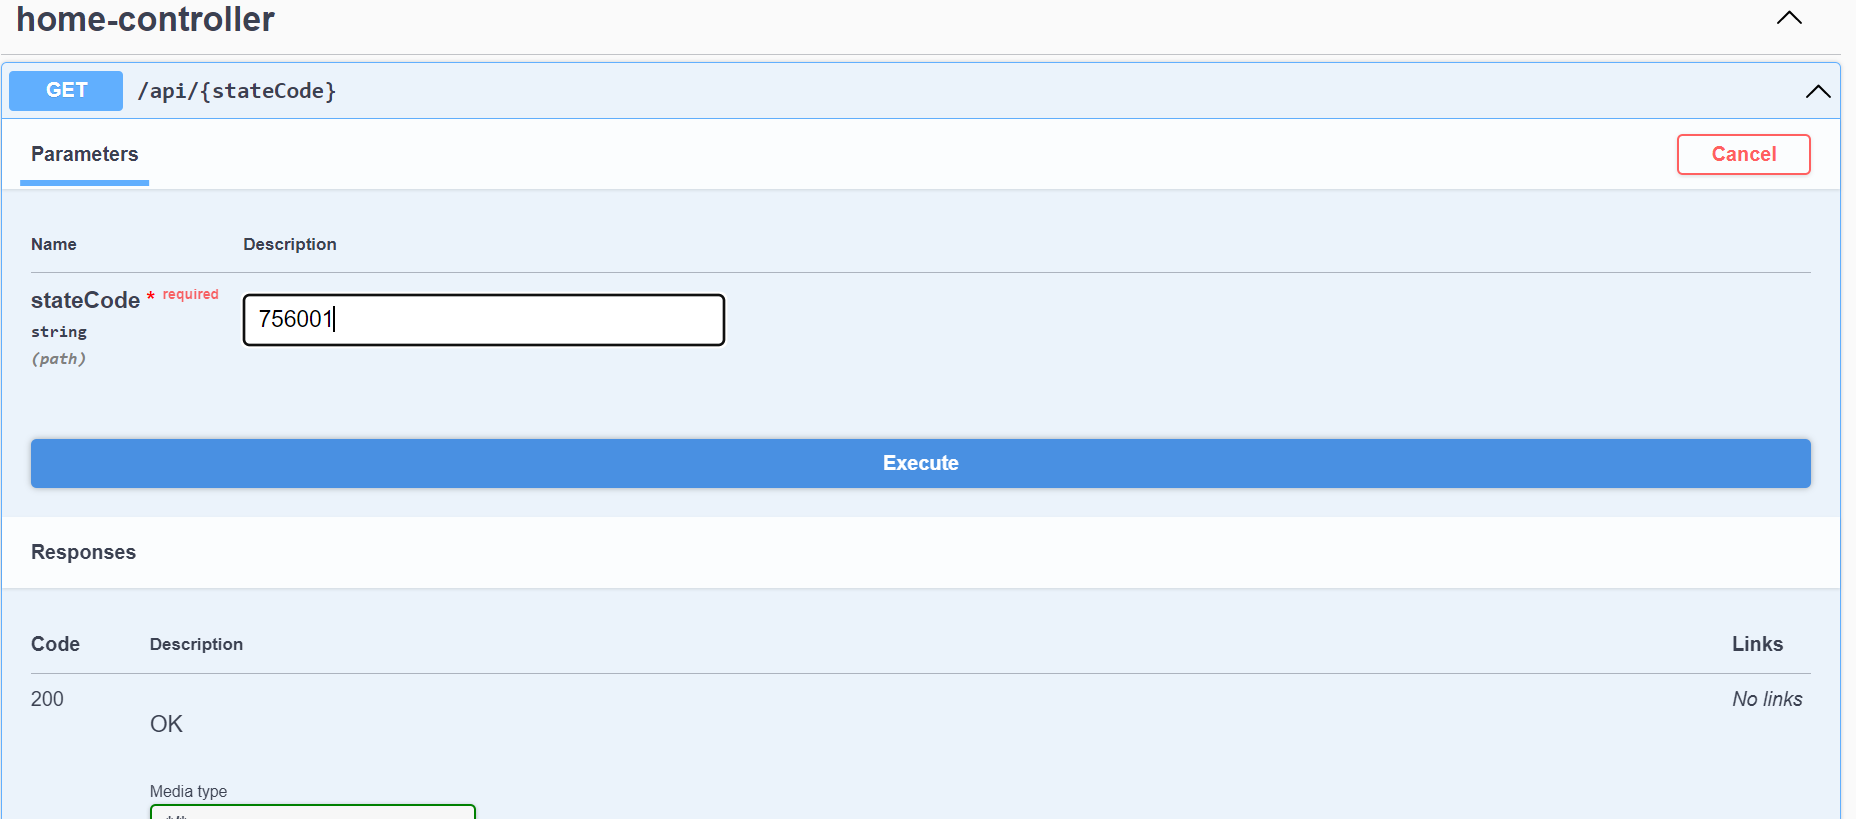 home-controller
GET /api/{stateCode}
Parameters
Cancel
Name Description
stateCode * required
string
(path)
756001
Execute
Responses
Code Description Links
200 No links
OK
Media type